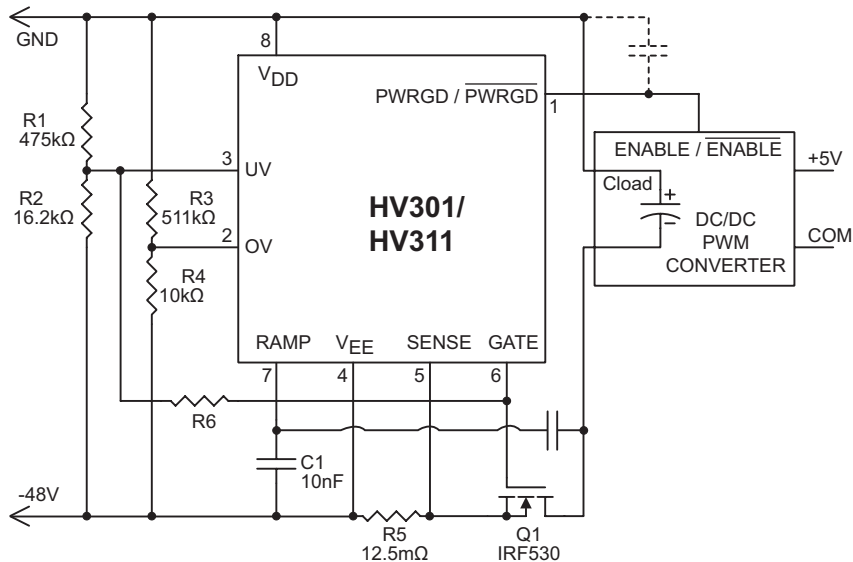 GND
8
VDD
PWRGD / PWRGD
1
R1
475kΩ
3
UV
ENABLE / ENABLE
+5V
R2
16.2kΩ
R3
511kΩ
HV301/
HV311
Cload
+
–
DC/DC
PWM
CONVERTER
COM
2
OV
R4
10kΩ
RAMP
VEE
SENSE
GATE
7
4
5
6
R6
C1
10nF
-48V
R5
12.5mΩ
Q1
IRF530